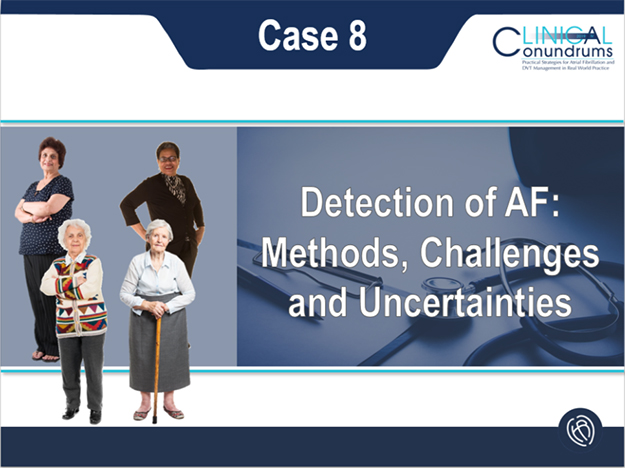 Case 8
CLINICAL
Conundrums
Practical Strategies for Atrial Fibrillation and
DVT Management in Real World Practice
Detection of AF:
Methods, Challenges
and Uncertainties